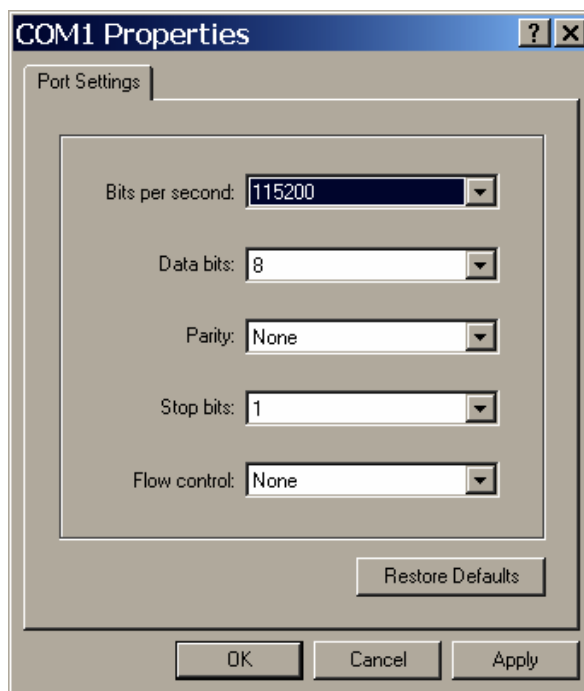 COM1 Properties
Port Settings
Bits per second: 115200
Data bits: 8
Parity: None
Stop bits: 1
Flow control: None
Restore Defaults
OK Cancel Apply